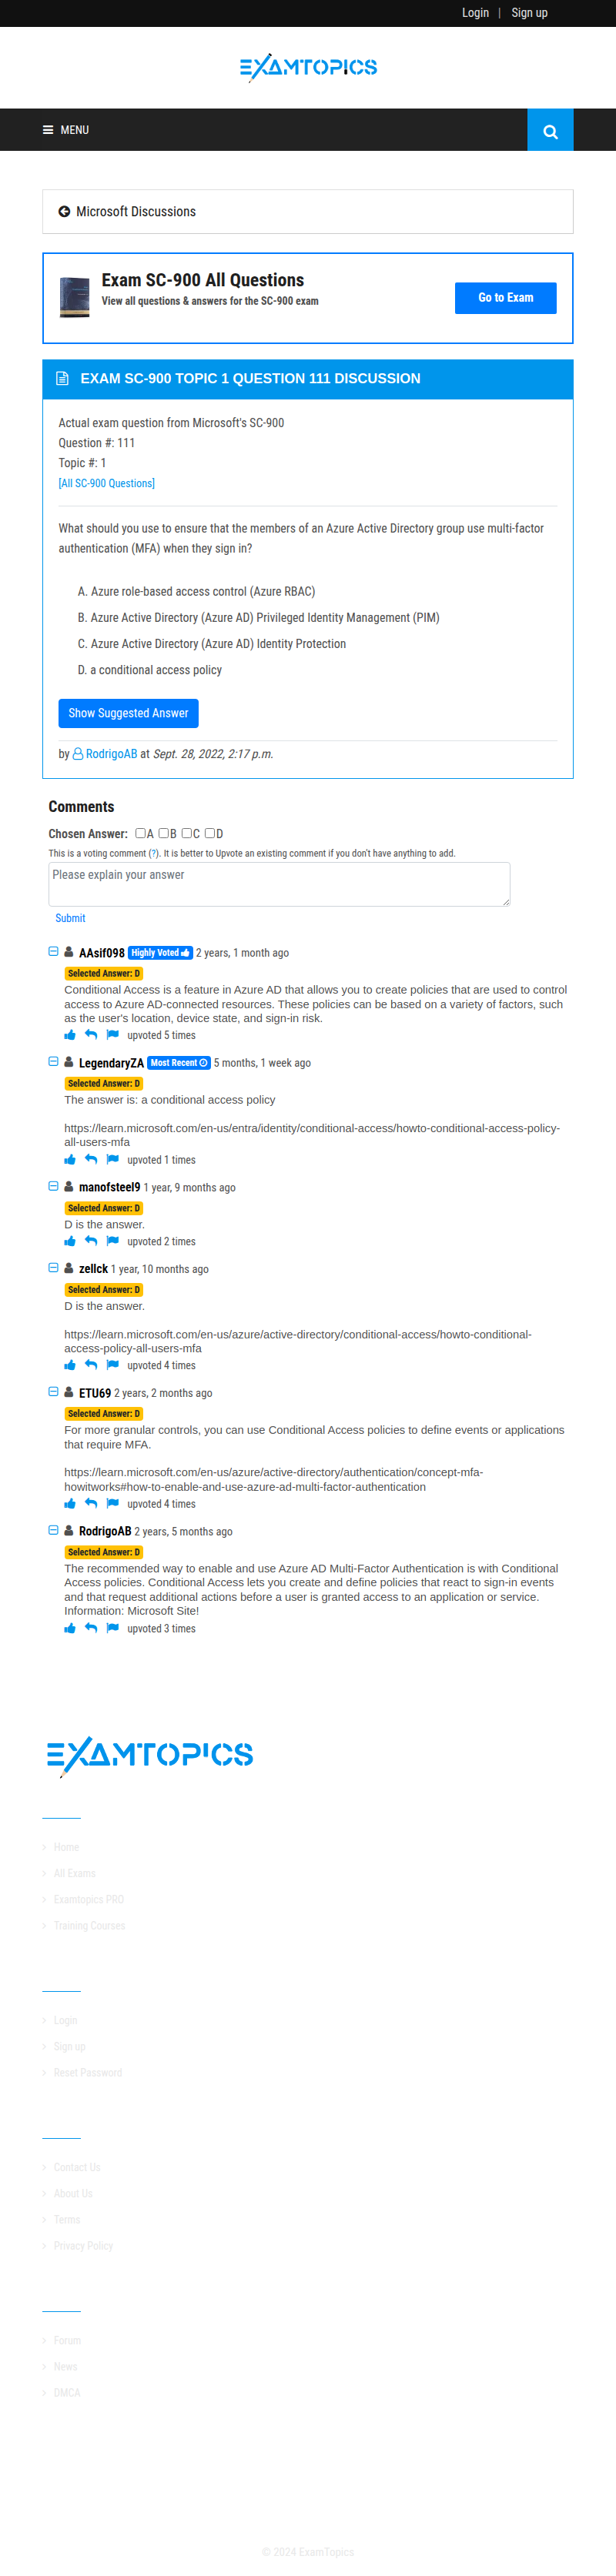 Login | Sign up
EXAMTOPICS
MENU
Microsoft Discussions
Exam SC-900 All Questions
View all questions & answers for the SC-900 exam
Go to Exam
EXAM SC-900 TOPIC 1 QUESTION 111 DISCUSSION
Actual exam question from Microsoft's SC-900
Question #: 111
Topic #: 1
[All SC-900 Questions]
What should you use to ensure that the members of an Azure Active Directory group use multi-factor
authentication (MFA) when they sign in?
A. Azure role-based access control (Azure RBAC)
B. Azure Active Directory (Azure AD) Privileged Identity Management (PIM)
C. Azure Active Directory (Azure AD) Identity Protection
D. a conditional access policy
Show Suggested Answer
by RodrigoAB at Sept. 28, 2022, 2:17 p.m.
Comments
Chosen Answer: A B C D
This is a voting comment (?). It is better to Upvote an existing comment if you don't have anything to add.
Please explain your answer
Submit
AAsif098 Highly Voted 2 years, 1 month ago
Selected Answer: D
Conditional Access is a feature in Azure AD that allows you to create policies that are used to control
access to Azure AD-connected resources. These policies can be based on a variety of factors, such
as the user's location, device state, and sign-in risk.
upvoted 5 times
LegendaryZA Most Recent 5 months, 1 week ago
Selected Answer: D
The answer is: a conditional access policy
https://learn.microsoft.com/en-us/entra/identity/conditional-access/howto-conditional-access-policy-
all-users-mfa
upvoted 1 times
manofsteel9 1 year, 9 months ago
Selected Answer: D
D is the answer.
upvoted 2 times
zellck 1 year, 10 months ago
Selected Answer: D
D is the answer.
https://learn.microsoft.com/en-us/azure/active-directory/conditional-access/howto-conditional-
access-policy-all-users-mfa
upvoted 4 times
ETU69 2 years, 2 months ago
Selected Answer: D
For more granular controls, you can use Conditional Access policies to define events or applications
that require MFA.
https://learn.microsoft.com/en-us/azure/active-directory/authentication/concept-mfa-
howitworks#how-to-enable-and-use-azure-ad-multi-factor-authentication
upvoted 4 times
RodrigoAB 2 years, 5 months ago
Selected Answer: D
The recommended way to enable and use Azure AD Multi-Factor Authentication is with Conditional
Access policies. Conditional Access lets you create and define policies that react to sign-in events
and that request additional actions before a user is granted access to an application or service.
Information: Microsoft Site!
upvoted 3 times
EXAMTOPICS
Home
All Exams
Examtopics PRO
Training Courses
Login
Sign up
Reset Password
Contact Us
About Us
Terms
Privacy Policy
Forum
News
DMCA
© 2024 ExamTopics